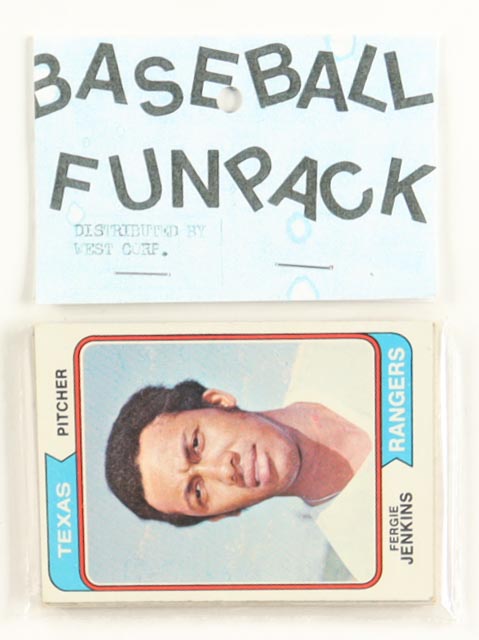 BASEBALL
FUNPACK
DISTRIBUTED BY
WEST CORP.
TEXAS
PITCHER
RANGERS
FERGIE
JENKINS